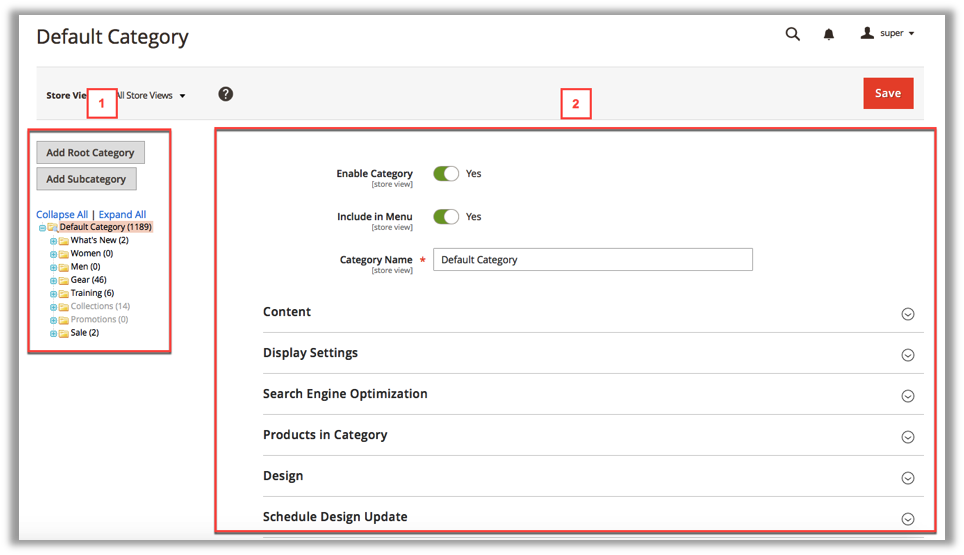 Default Category
super
Store Vie
1
All Store Views
?
2
Save
Add Root Category
Add Subcategory
Collapse All | Expand All
Default Category (1189)
What's New (2)
Women (0)
Men (0)
Gear (46)
Training (6)
Collections (14)
Promotions (0)
Sale (2)
Enable Category
[store view]
Yes
Include in Menu
[store view]
Yes
Category Name *
[store view]
Default Category
Content
Display Settings
Search Engine Optimization
Products in Category
Design
Schedule Design Update